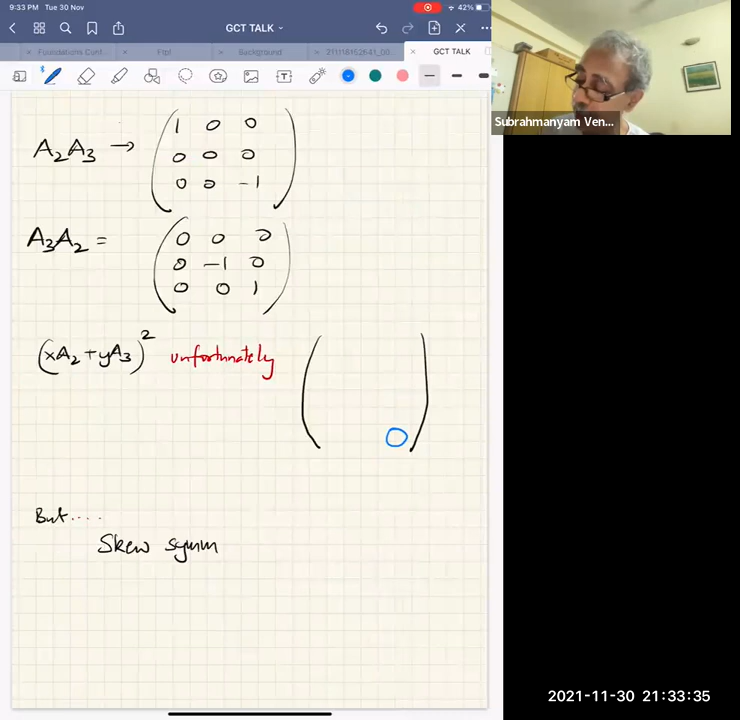 9:33 PM Tue 30 Nov
42%
GCT TALK
Foundations Conf...
Ftpl
Background
GCT TALK
Subrahmanyam Ven...
A₂A₃ → ( 1 0 0
0 0 0
0 0 -1 )
A₃A₂ = ( 0 0 0
0 -1 0
0 0 1 )
(xA₂ + yA₃)² unfortunately ( 0 )
But....
Skew symm
2021-11-30 21:33:35